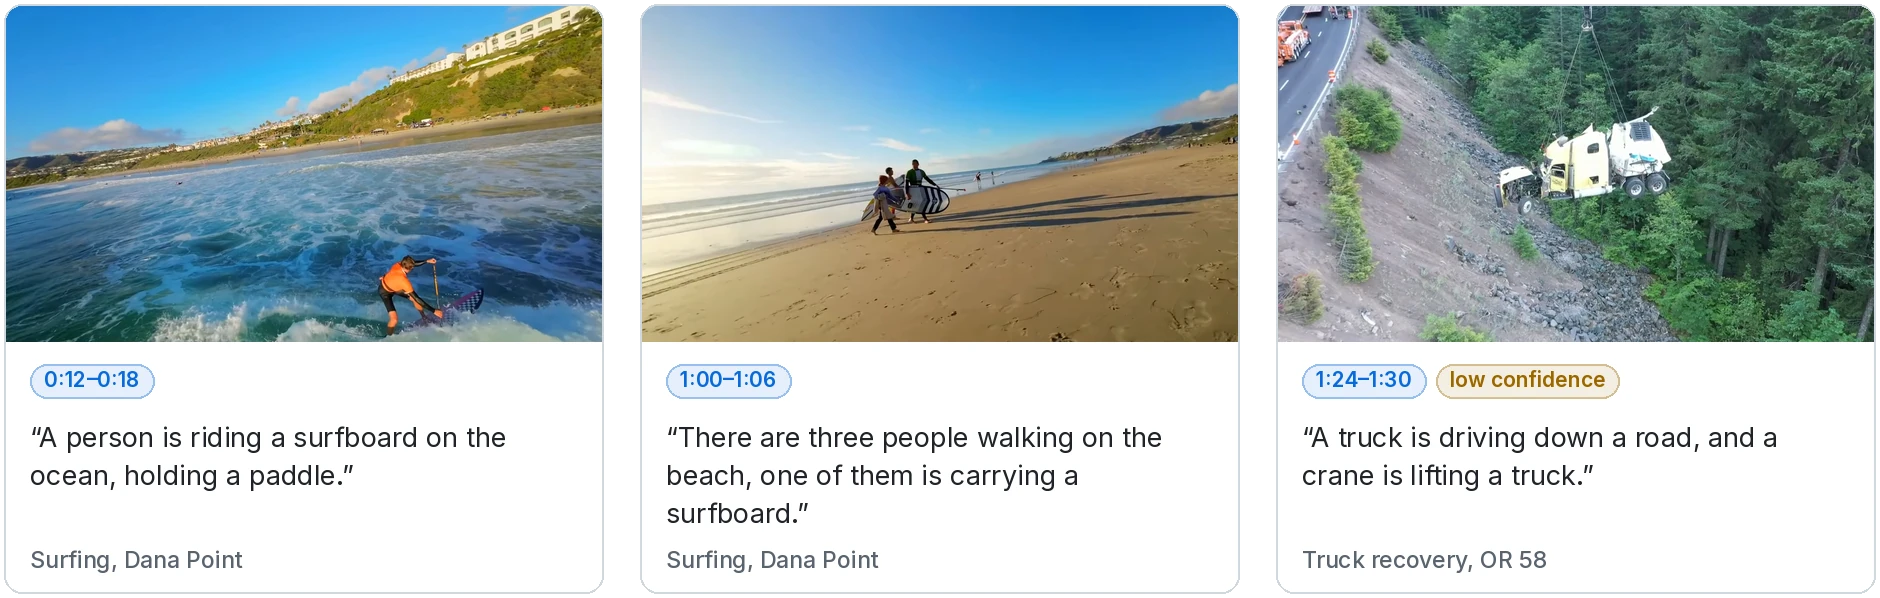 0:12–0:18
“A person is riding a surfboard on the
ocean, holding a paddle.”
Surfing, Dana Point
1:00–1:06
“There are three people walking on the
beach, one of them is carrying a
surfboard.”
Surfing, Dana Point
1:24–1:30 low confidence
“A truck is driving down a road, and a
crane is lifting a truck.”
Truck recovery, OR 58